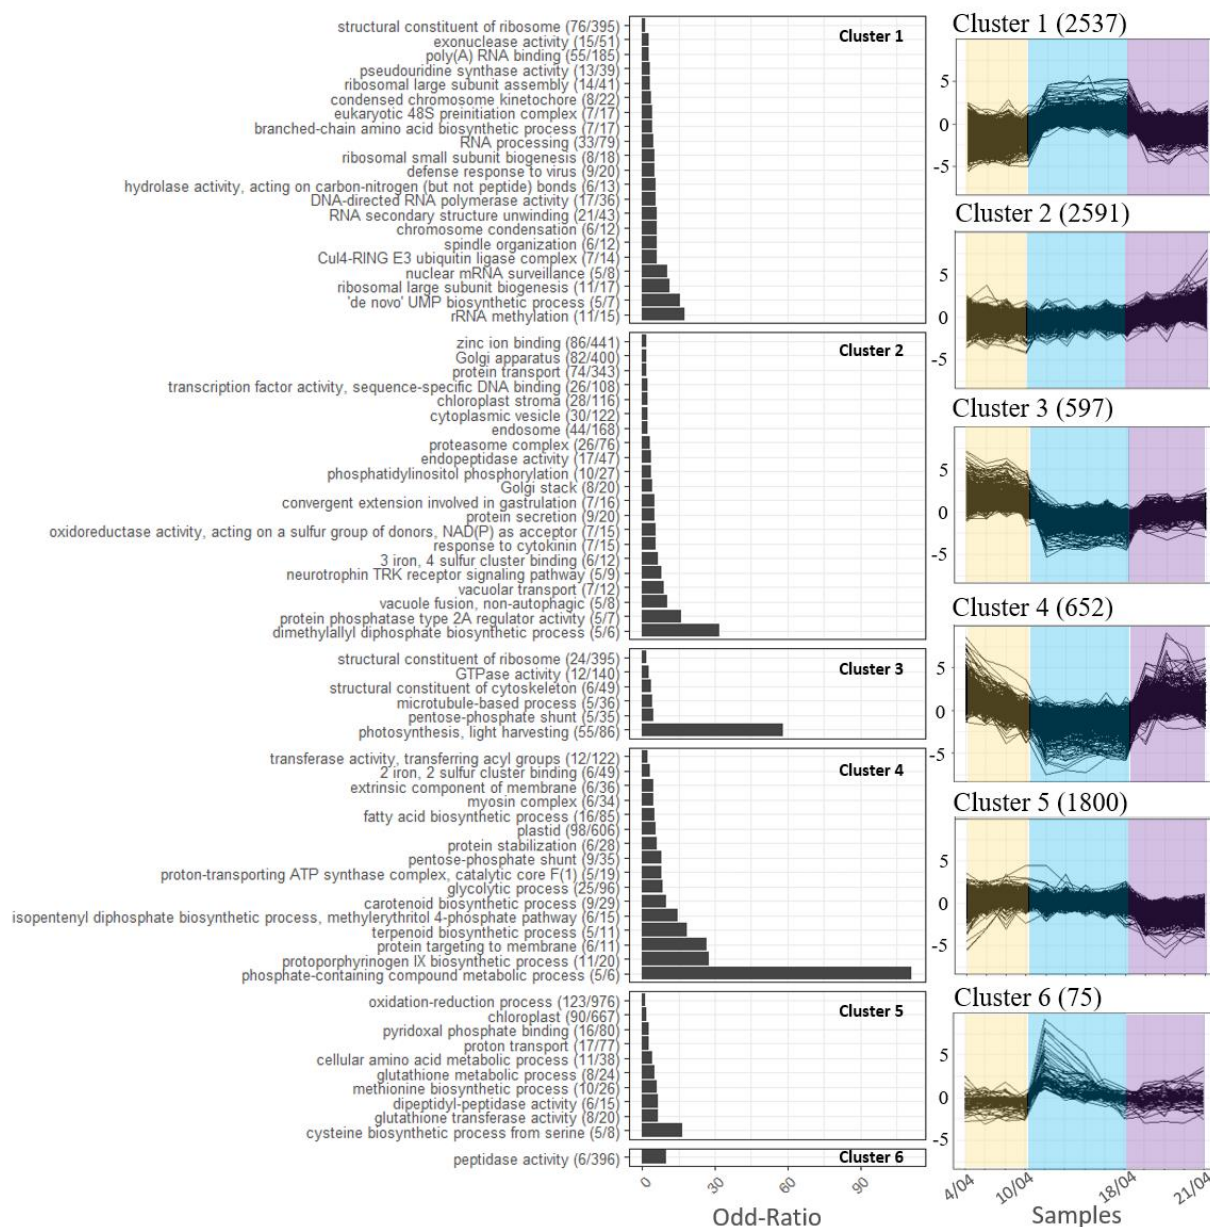 structural constituent of ribosome (76/395)
exonuclease activity (15/51)
poly(A) RNA binding (55/185)
pseudouridine synthase activity (13/39)
ribosomal large subunit assembly (14/41)
condensed chromosome kinetochore (8/22)
eukaryotic 48S preinitiation complex (7/17)
branched-chain amino acid biosynthetic process (7/17)
RNA processing (33/79)
ribosomal small subunit biogenesis (8/18)
defense response to virus (9/20)
hydrolase activity, acting on carbon-nitrogen (but not peptide) bonds (6/13)
DNA-directed RNA polymerase activity (17/36)
RNA secondary structure unwinding (21/43)
chromosome condensation (6/12)
spindle organization (6/12)
Cul4-RING E3 ubiquitin ligase complex (7/14)
nuclear mRNA surveillance (5/8)
ribosomal large subunit biogenesis (11/17)
'de novo' UMP biosynthetic process (5/7)
rRNA methylation (11/15)
Cluster 1
zinc ion binding (86/441)
Golgi apparatus (82/400)
protein transport (74/343)
transcription factor activity, sequence-specific DNA binding (26/108)
chloroplast stroma (28/116)
cytoplasmic vesicle (30/122)
endosome (44/168)
proteasome complex (26/76)
endopeptidase activity (17/47)
phosphatidylinositol phosphorylation (10/27)
Golgi stack (8/20)
convergent extension involved in gastrulation (7/16)
protein secretion (9/20)
oxidoreductase activity, acting on a sulfur group of donors, NAD(P) as acceptor (7/15)
response to cytokinin (7/15)
3 iron, 4 sulfur cluster binding (6/12)
neurotrophin TRK receptor signaling pathway (5/9)
vacuolar transport (7/12)
vacuole fusion, non-autophagic (5/8)
protein phosphatase type 2A regulator activity (5/7)
dimethylallyl diphosphate biosynthetic process (5/6)
Cluster 2
structural constituent of ribosome (24/395)
GTPase activity (12/140)
structural constituent of cytoskeleton (6/49)
microtubule-based process (5/36)
pentose-phosphate shunt (5/35)
photosynthesis, light harvesting (55/86)
Cluster 3
transferase activity, transferring acyl groups (12/122)
2 iron, 2 sulfur cluster binding (6/49)
extrinsic component of membrane (6/36)
myosin complex (6/34)
fatty acid biosynthetic process (16/85)
plastid (98/606)
protein stabilization (6/28)
pentose-phosphate shunt (9/35)
proton-transporting ATP synthase complex, catalytic core F(1) (5/19)
glycolytic process (25/96)
carotenoid biosynthetic process (9/29)
isopentenyl diphosphate biosynthetic process, methylerythritol 4-phosphate pathway (6/15)
terpenoid biosynthetic process (5/11)
protein targeting to membrane (6/11)
protoporphyrinogen IX biosynthetic process (11/20)
phosphate-containing compound metabolic process (5/6)
Cluster 4
oxidation-reduction process (123/976)
chloroplast (90/667)
pyridoxal phosphate binding (16/80)
proton transport (17/77)
cellular amino acid metabolic process (11/38)
glutathione metabolic process (8/24)
methionine biosynthetic process (10/26)
dipeptidyl-peptidase activity (6/15)
glutathione transferase activity (8/20)
cysteine biosynthetic process from serine (5/8)
Cluster 5
peptidase activity (6/396)
Cluster 6
0
30
60
90
Odd-Ratio
Cluster 1 (2537)
5
0
-5
Cluster 2 (2591)
5
0
-5
Cluster 3 (597)
5
0
-5
Cluster 4 (652)
5
0
-5
Cluster 5 (1800)
5
0
-5
Cluster 6 (75)
5
0
-5
4/04
10/04
18/04
21/04
Samples